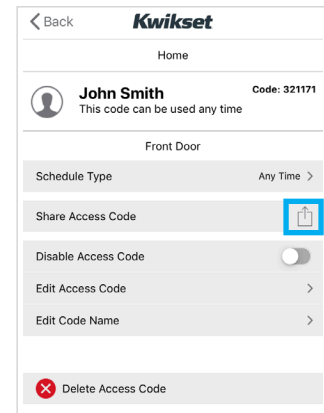 Back Kwikset
Home
John Smith Code: 321171
This code can be used any time
Front Door
Schedule Type Any Time
Share Access Code
Disable Access Code
Edit Access Code
Edit Code Name
Delete Access Code